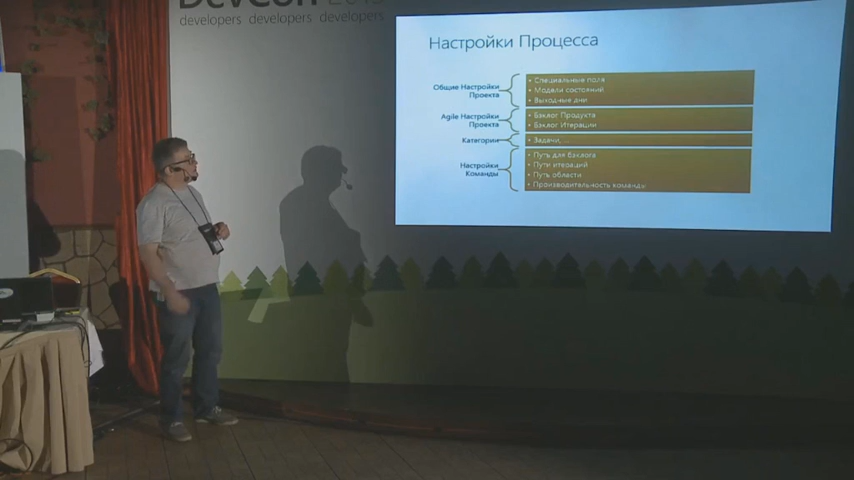 DevCon 2013
developers developers developers
Настройки Процесса
Общие Настройки
Проекта
• Специальные поля
• Модели состояний
• Выходные дни
Agile Настройки
Проекта
• Бэклог Продукта
• Бэклог Итерации
Категории
• Задачи, ...
Настройки
Команды
• Путь для бэклога
• Пути итераций
• Путь области
• Производительность команды